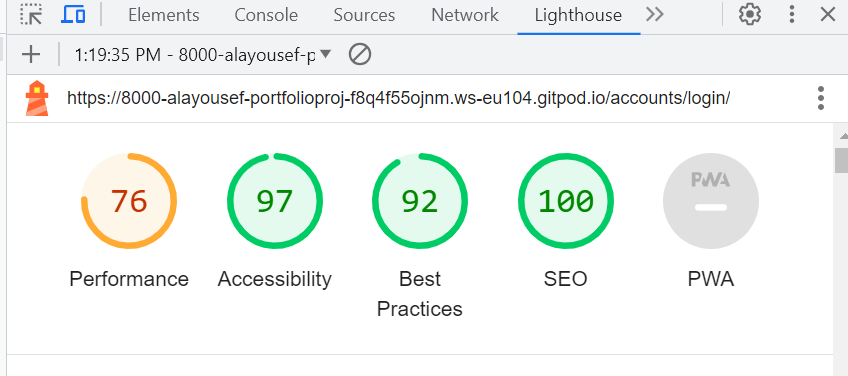 Elements Console Sources Network Lighthouse
1:19:35 PM - 8000-alayousef-p
https://8000-alayousef-portfolioproj-f8q4f55ojnm.ws-eu104.gitpod.io/accounts/login/
76 97 92 100 PWA
Performance Accessibility Best SEO PWA
Practices